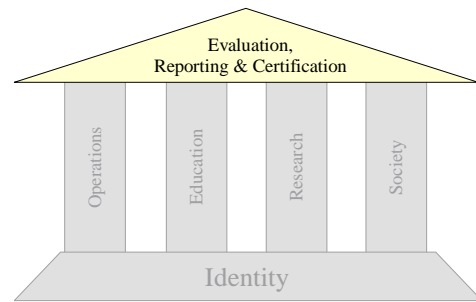 Evaluation,
Reporting & Certification
Operations
Education
Research
Society
Identity